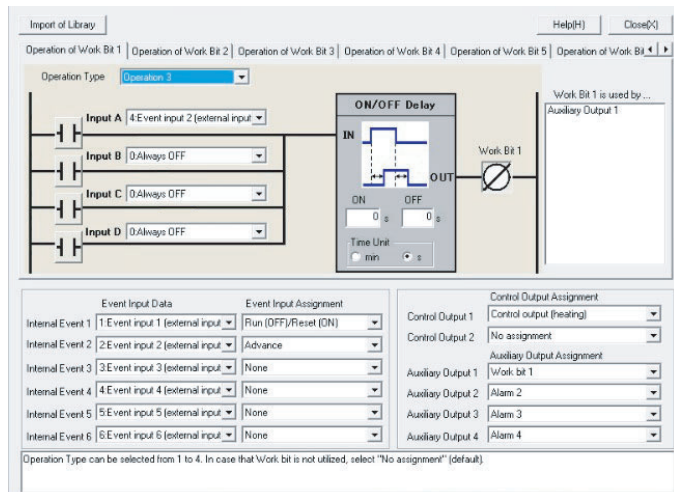 Import of Library
Help(H)
Close(X)
Operation of Work Bit 1
Operation of Work Bit 2
Operation of Work Bit 3
Operation of Work Bit 4
Operation of Work Bit 5
Operation of Work Bit
Operation Type
Operation 3
Work Bit 1 is used by ...
Auxiliary Output 1
Input A
4:Event input 2 (external input
Input B
0:Always OFF
Input C
0:Always OFF
Input D
0:Always OFF
ON/OFF Delay
IN
OUT
ON
OFF
0 s
0 s
Time Unit
min
s
Work Bit 1
Event Input Data
Event Input Assignment
Internal Event 1
1:Event input 1 (external input
Run (OFF)/Reset (ON)
Internal Event 2
2:Event input 2 (external input
Advance
Internal Event 3
3:Event input 3 (external input
None
Internal Event 4
4:Event input 4 (external input
None
Internal Event 5
5:Event input 5 (external input
None
Internal Event 6
6:Event input 6 (external input
None
Control Output Assignment
Control Output 1
Control output (heating)
Control Output 2
No assignment
Auxiliary Output Assignment
Auxiliary Output 1
Work bit 1
Auxiliary Output 2
Alarm 2
Auxiliary Output 3
Alarm 3
Auxiliary Output 4
Alarm 4
Operation Type can be selected from 1 to 4. In case that Work bit is not utilized, select "No assignment" (default).